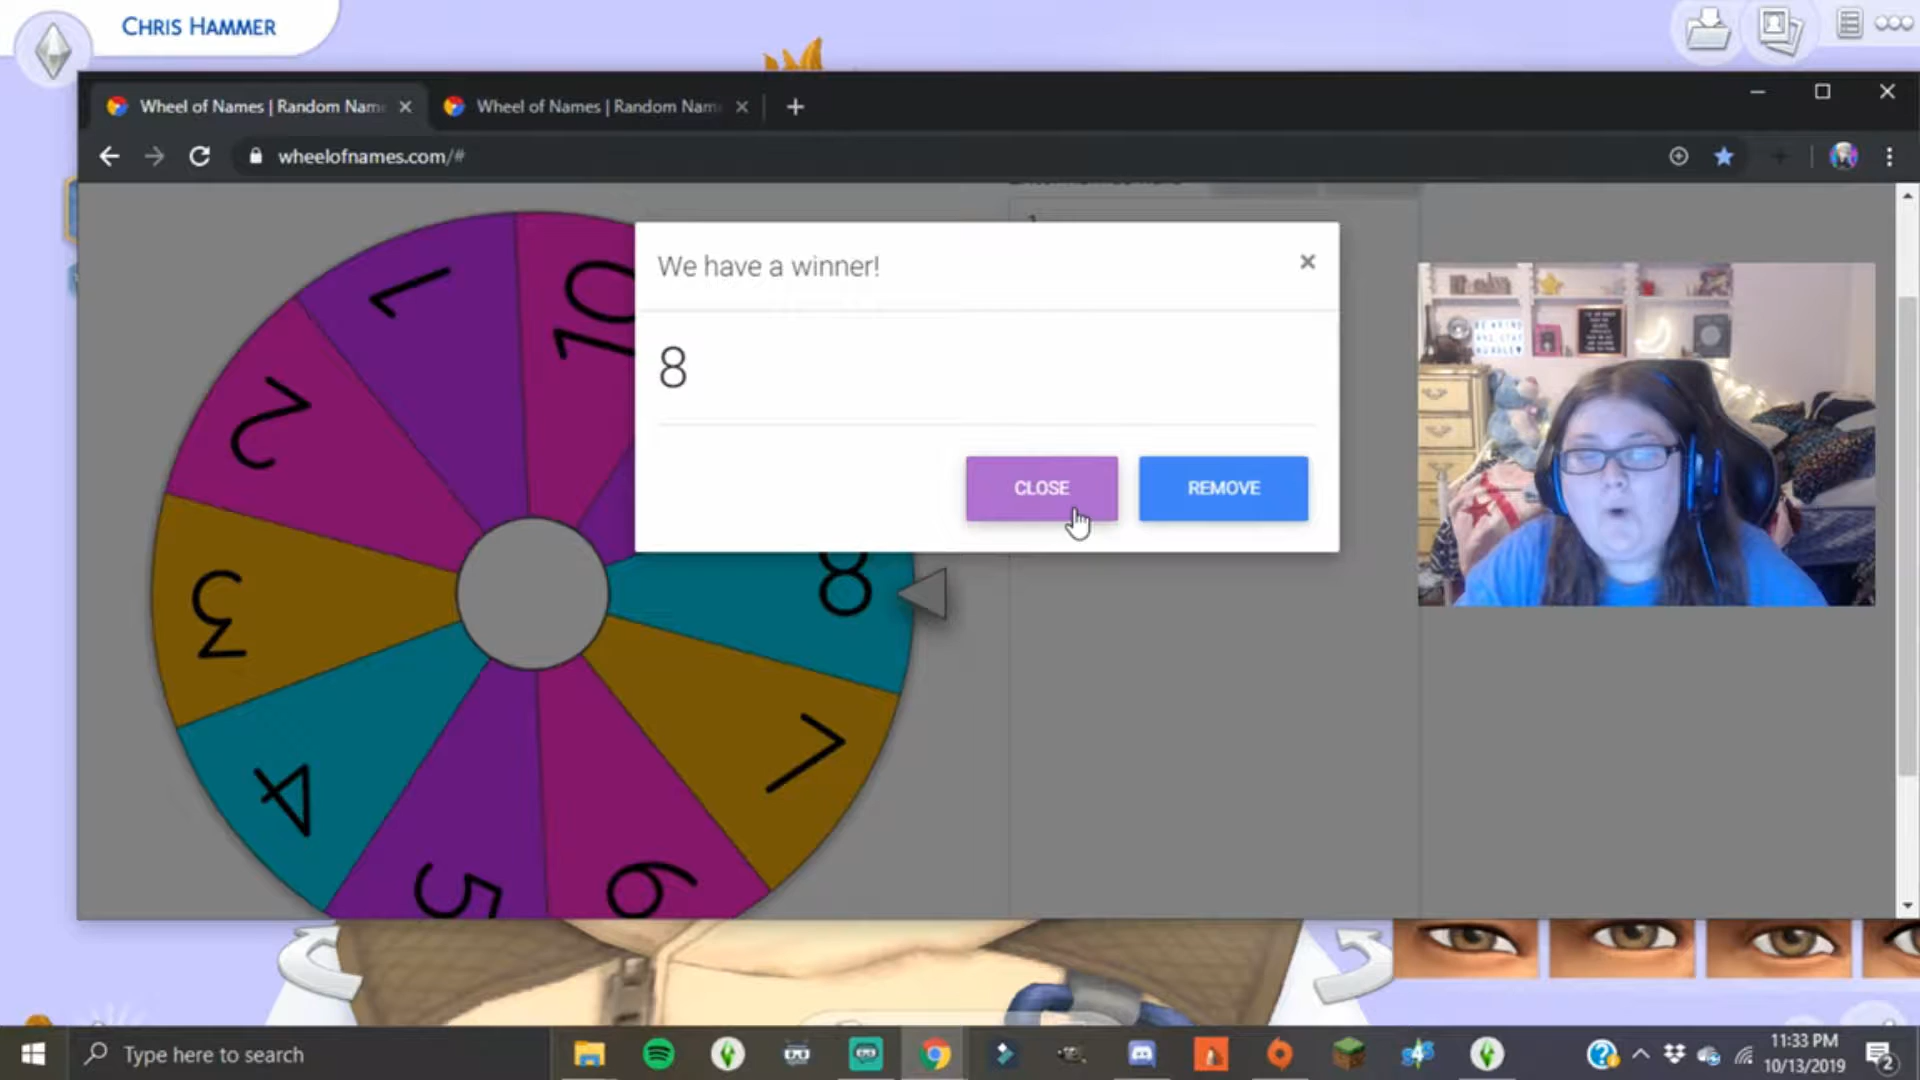 CHRIS HAMMER
Wheel of Names | Random Nam
Wheel of Names | Random Nam
wheelofnames.com/#
We have a winner!
8
CLOSE
REMOVE
1
10
2
3
8
4
7
5
6
Type here to search
11:33 PM
10/13/2019
2